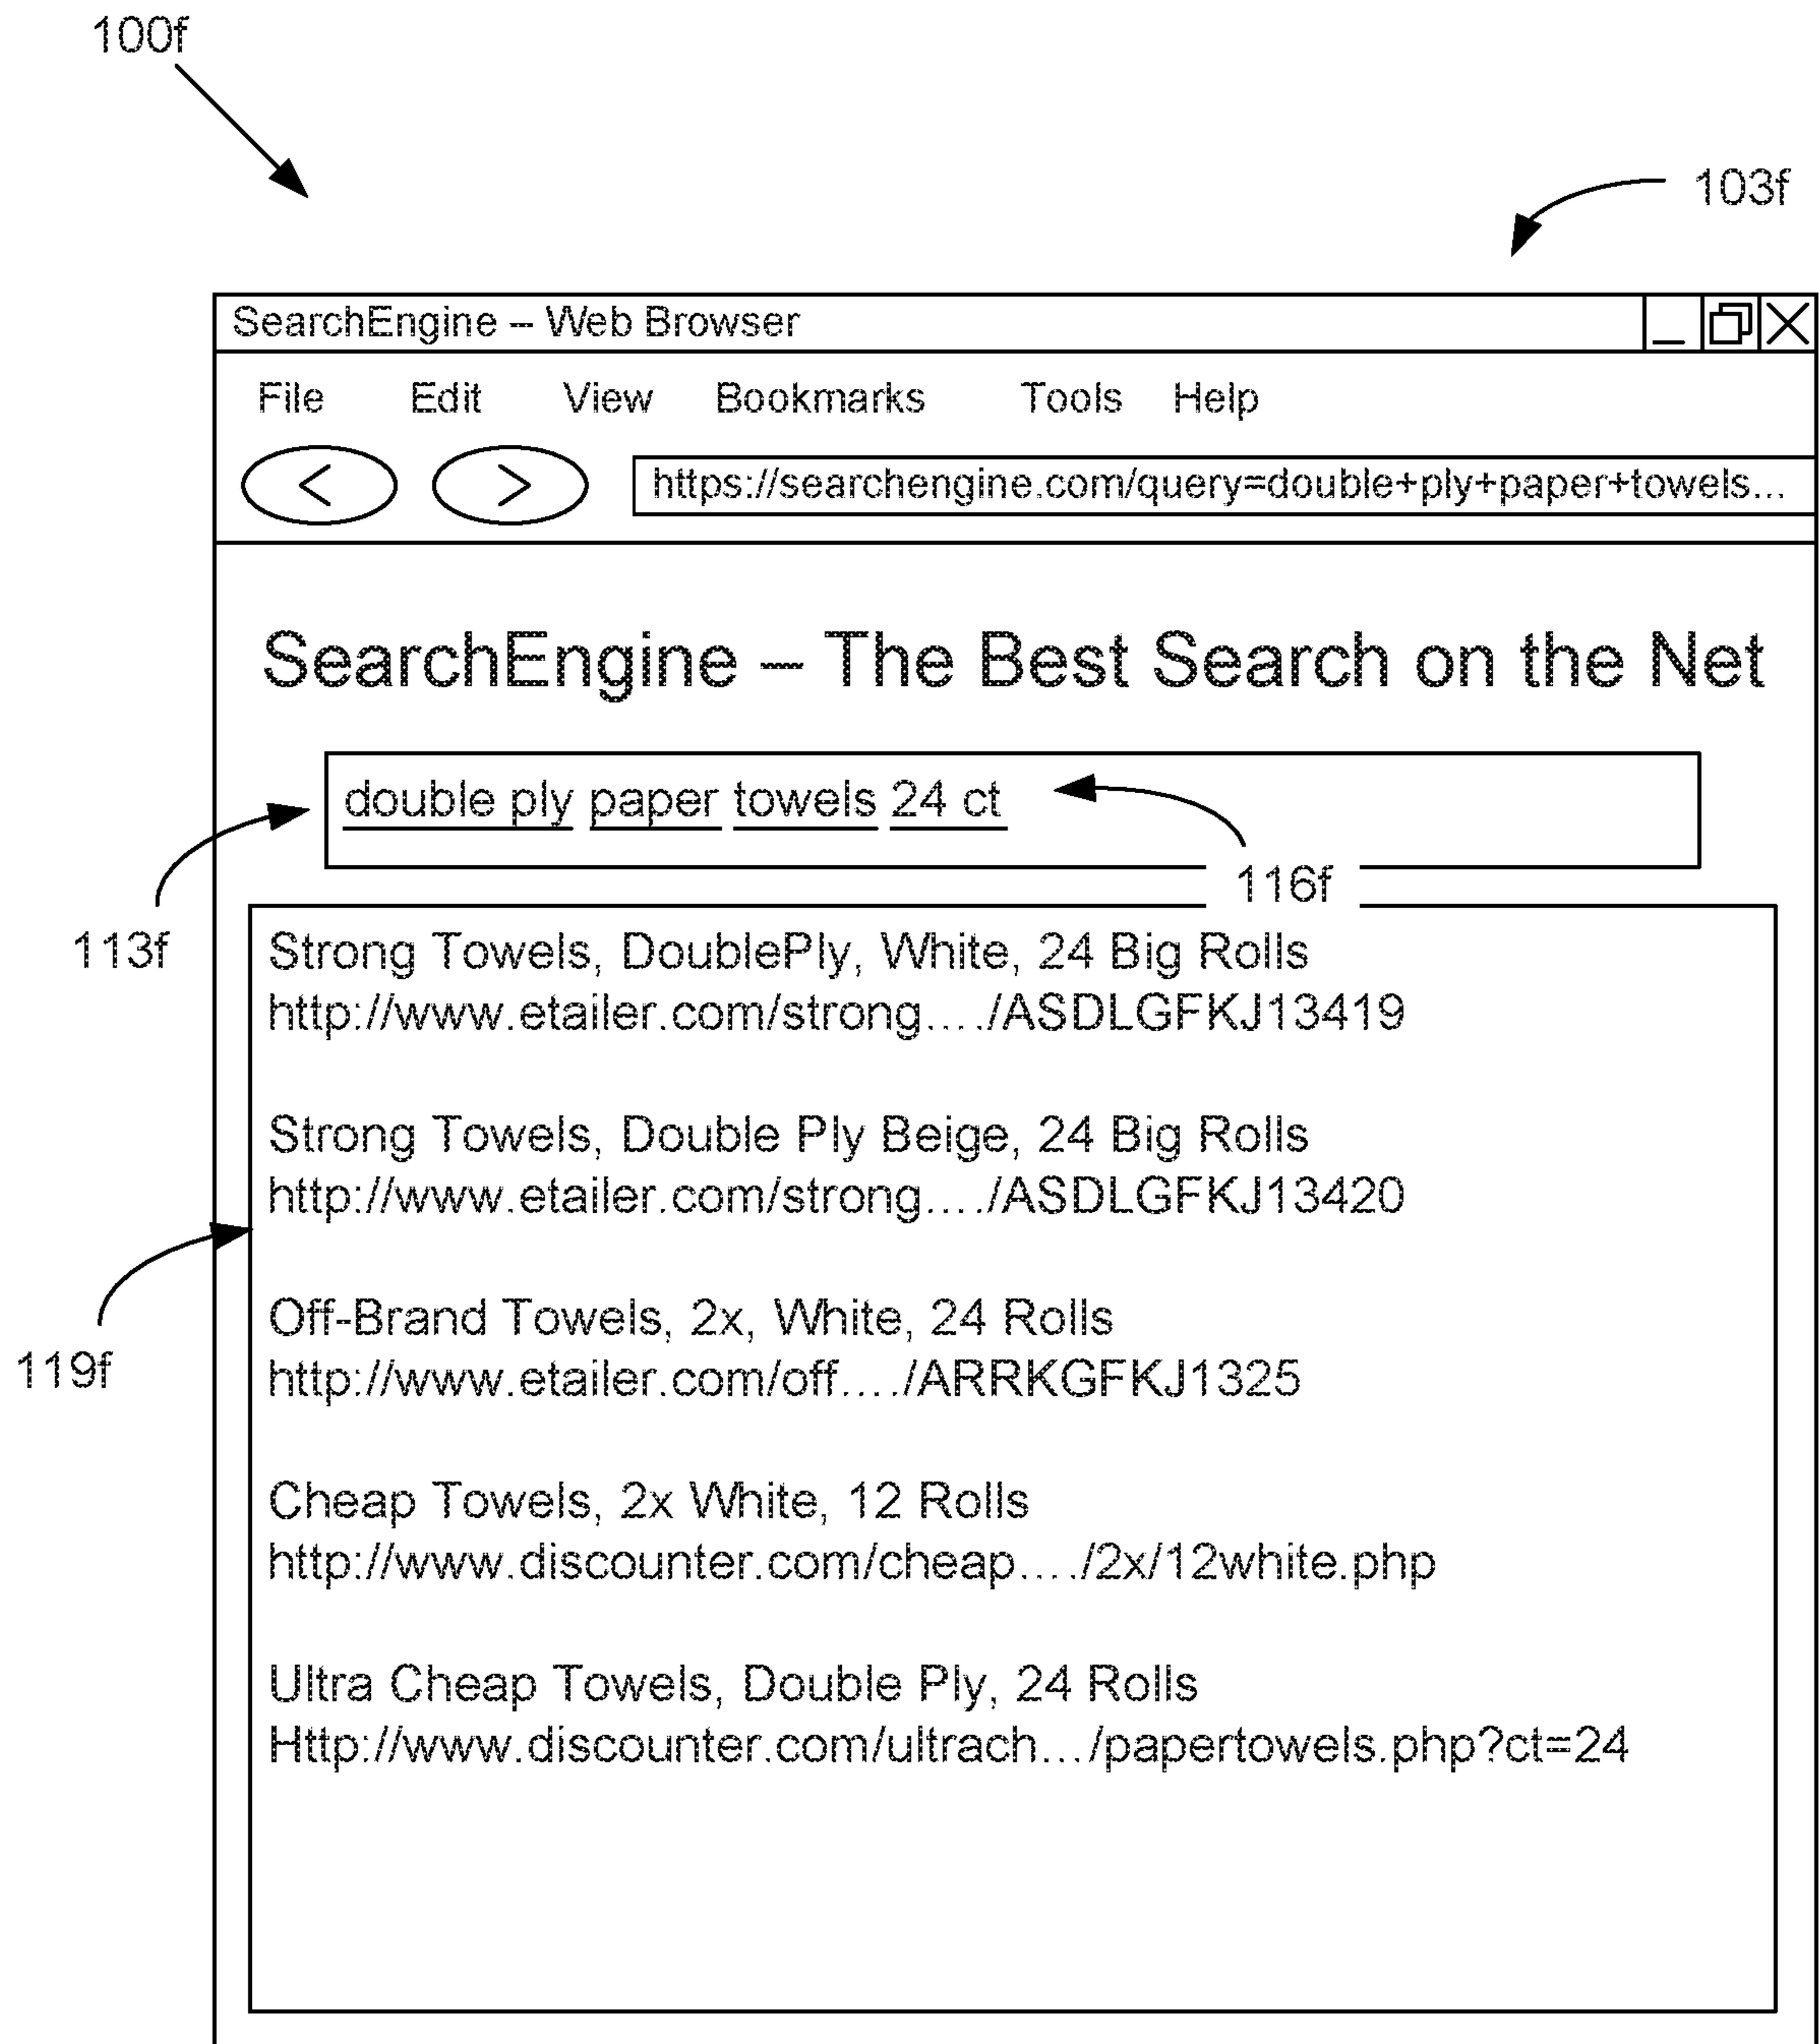 100f
103f
SearchEngine – Web Browser
File Edit View Bookmarks Tools Help
< > https://searchengine.com/query=double+ply+paper+towels...
SearchEngine – The Best Search on the Net
double ply paper towels 24 ct
116f
113f
Strong Towels, DoublePly, White, 24 Big Rolls
http://www.etailer.com/strong…./ASDLGFKJ13419
Strong Towels, Double Ply Beige, 24 Big Rolls
http://www.etailer.com/strong…./ASDLGFKJ13420
119f
Off-Brand Towels, 2x, White, 24 Rolls
http://www.etailer.com/off…./ARRKGFKJ1325
Cheap Towels, 2x White, 12 Rolls
http://www.discounter.com/cheap…./2x/12white.php
Ultra Cheap Towels, Double Ply, 24 Rolls
Http://www.discounter.com/ultrach…/papertowels.php?ct=24